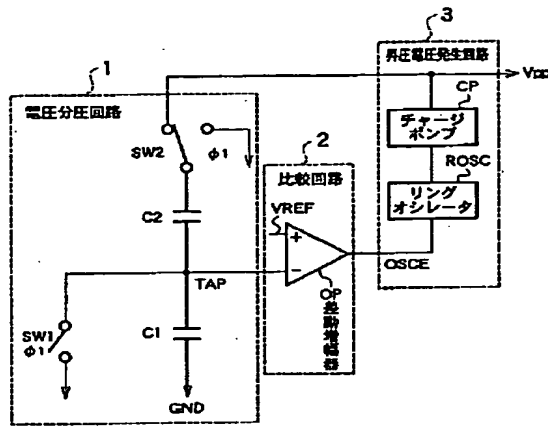 1
電圧分圧回路
SW2
φ1
C2
TAP
SW1
φ1
C1
GND
2
比較回路
VREF
+
−
OP
差動増幅器
OSCE
3
昇圧電圧発生回路
VPP
CP
チャージ
ポンプ
ROSC
リング
オシレータ